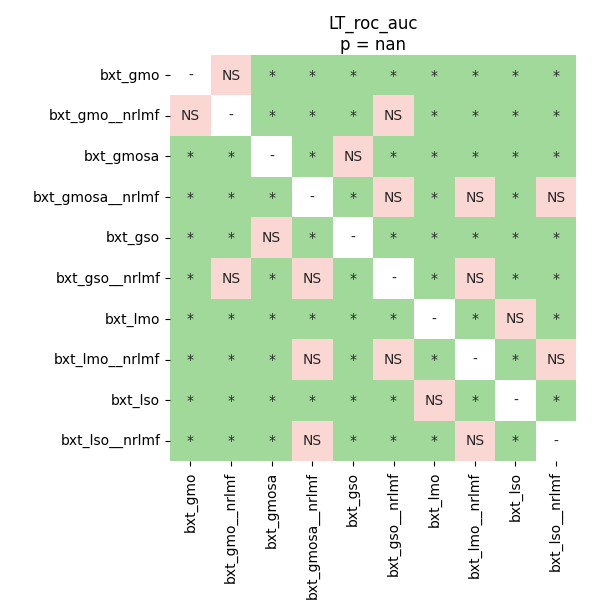 LT_roc_auc
p = nan
bxt_gmo - NS * * * * * * * *
bxt_gmo__nrlmf NS - * * * NS * * * *
bxt_gmosa * * - * NS * * * * *
bxt_gmosa__nrlmf * * * - * NS * NS * NS
bxt_gso * * NS * - * * * * *
bxt_gso__nrlmf * NS * NS * - * NS * *
bxt_lmo * * * * * * - * NS *
bxt_lmo__nrlmf * * * NS * NS * - * NS
bxt_lso * * * * * * NS * - *
bxt_lso__nrlmf * * * NS * * * NS * -
bxt_gmo
bxt_gmo__nrlmf
bxt_gmosa
bxt_gmosa__nrlmf
bxt_gso
bxt_gso__nrlmf
bxt_lmo
bxt_lmo__nrlmf
bxt_lso
bxt_lso__nrlmf